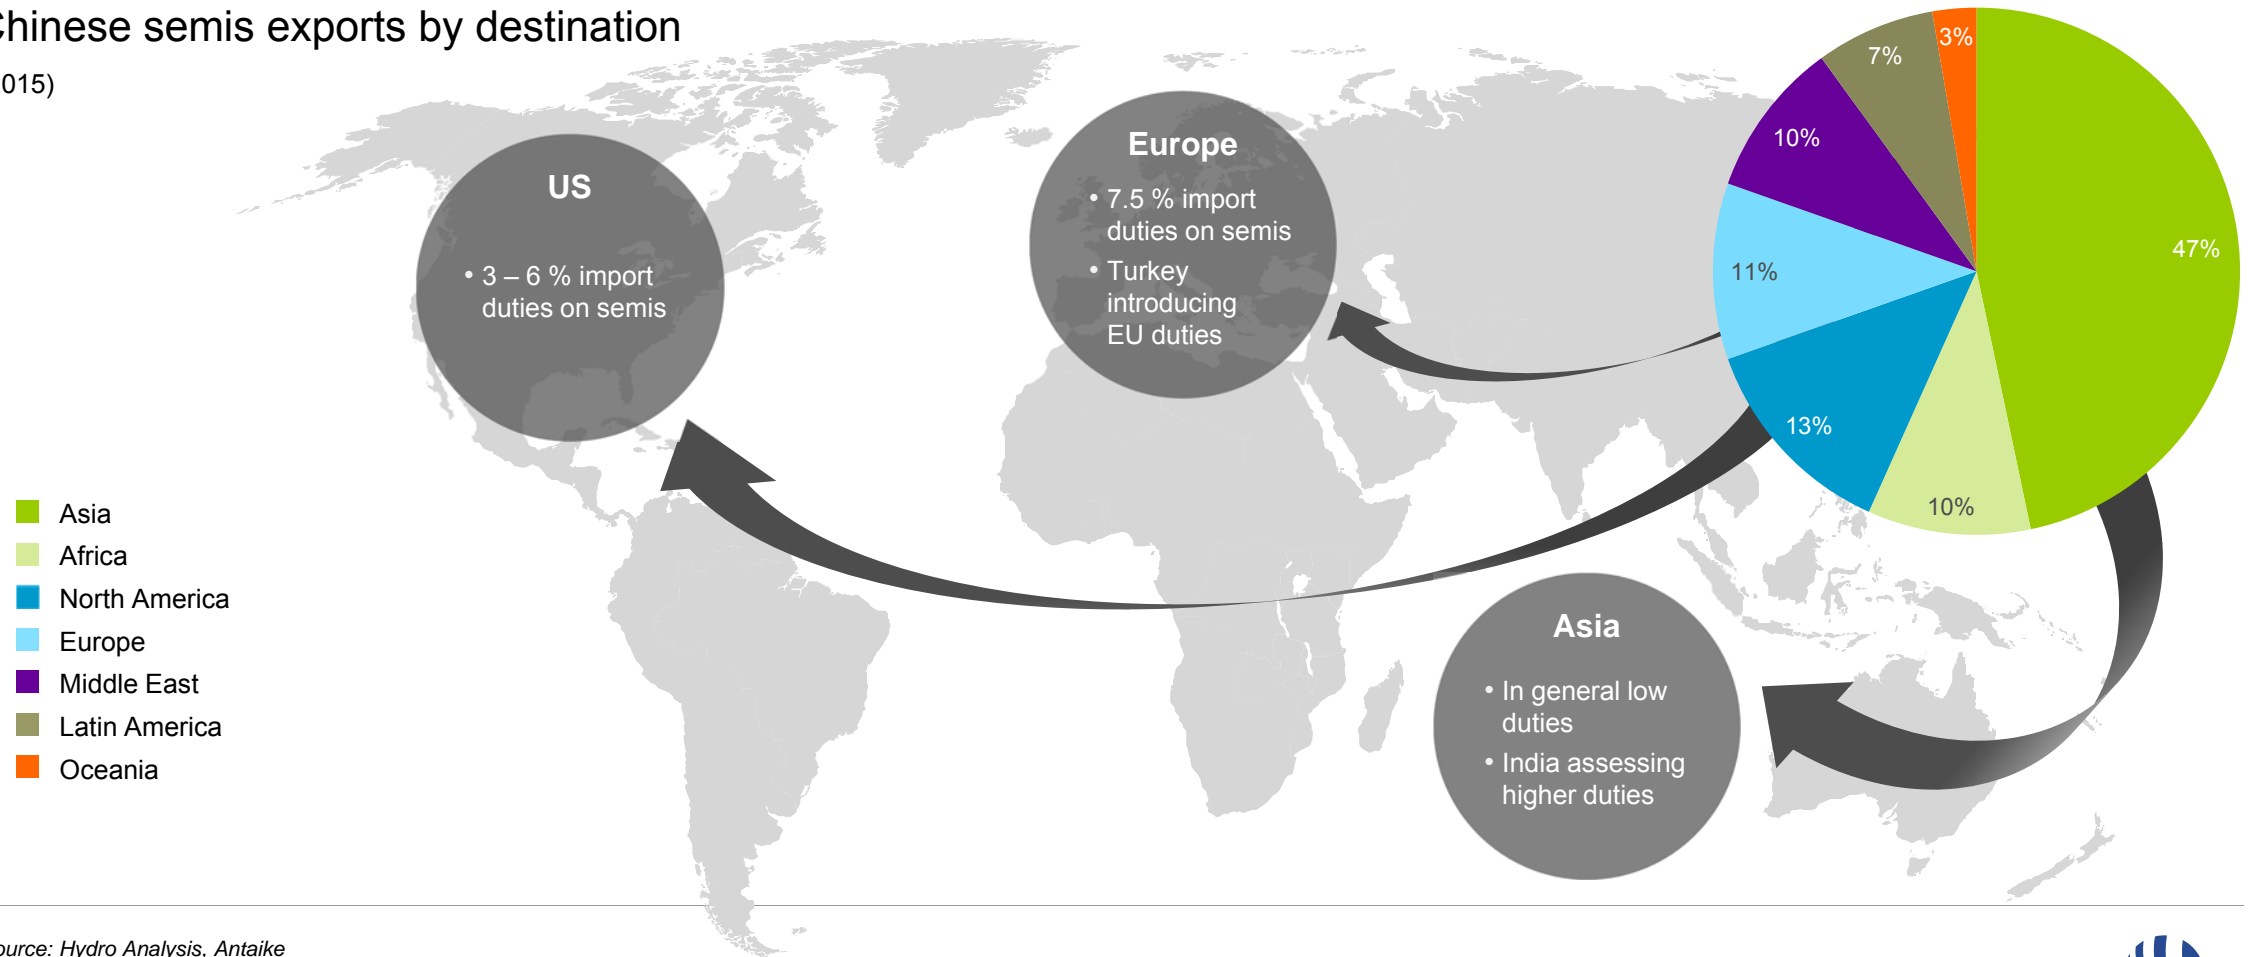 Chinese semis exports by destination
2015)
US
• 3 – 6 % import
duties on semis
Europe
• 7.5 % import
duties on semis
• Turkey
introducing
EU duties
3%
7%
10%
11%
13%
10%
47%
Asia
Africa
North America
Europe
Middle East
Latin America
Oceania
Asia
• In general low
duties
• India assessing
higher duties
ource: Hydro Analysis, Antaike